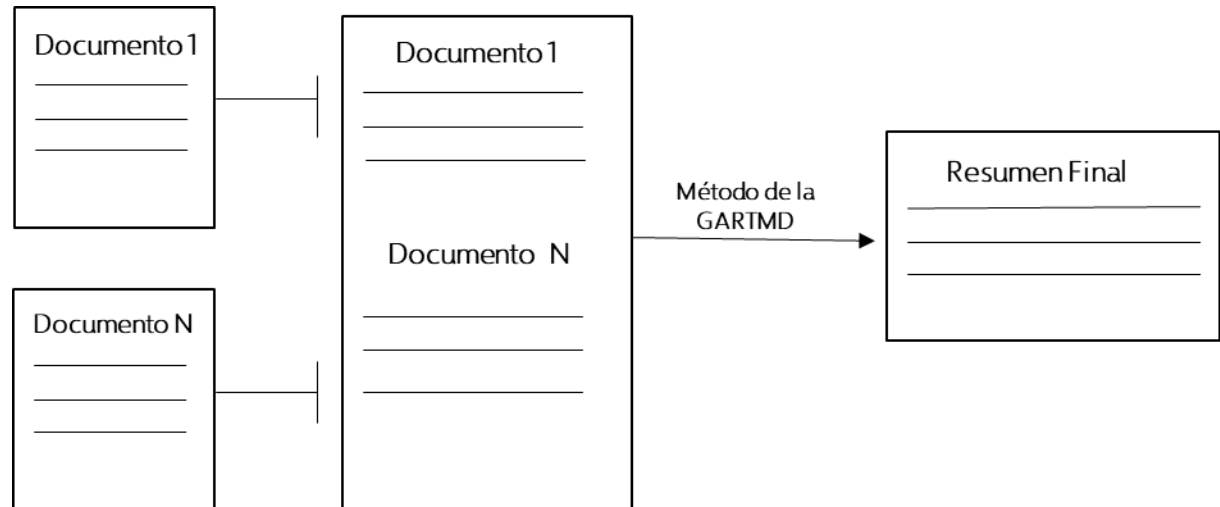 Documento 1
Documento N
Documento 1
Documento N
Método de la
GARTMD
Resumen Final